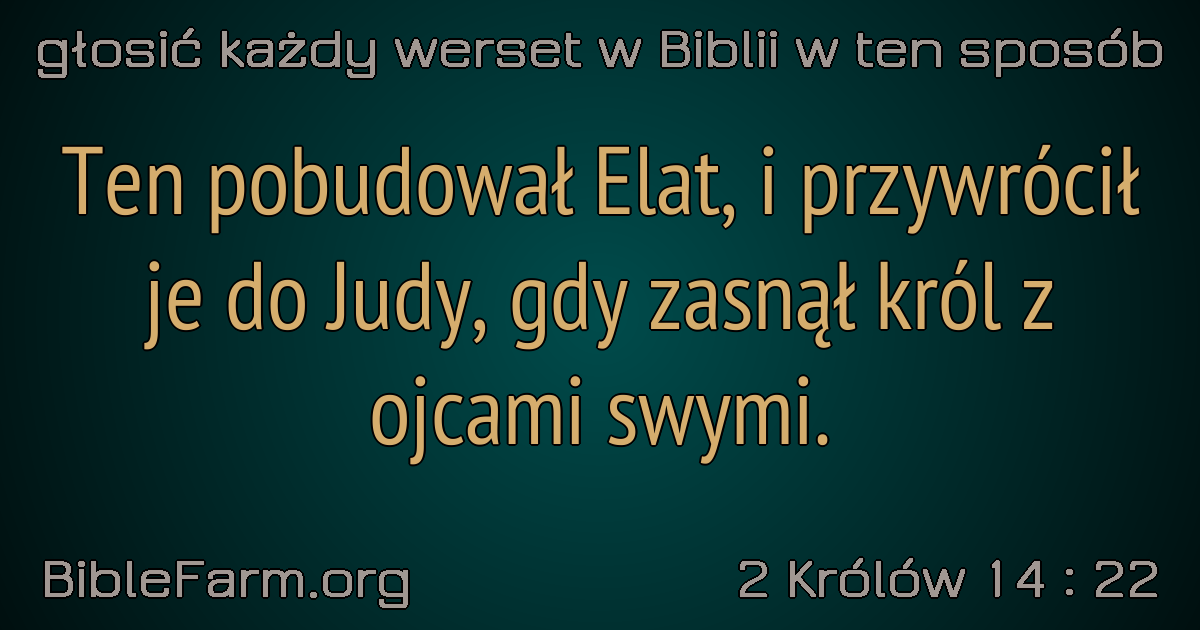 głosić każdy werset w Biblii w ten sposób
Ten pobudował Elat, i przywrócił
je do Judy, gdy zasnął król z
ojcami swymi.
BibleFarm.org
2 Królów 14 : 22